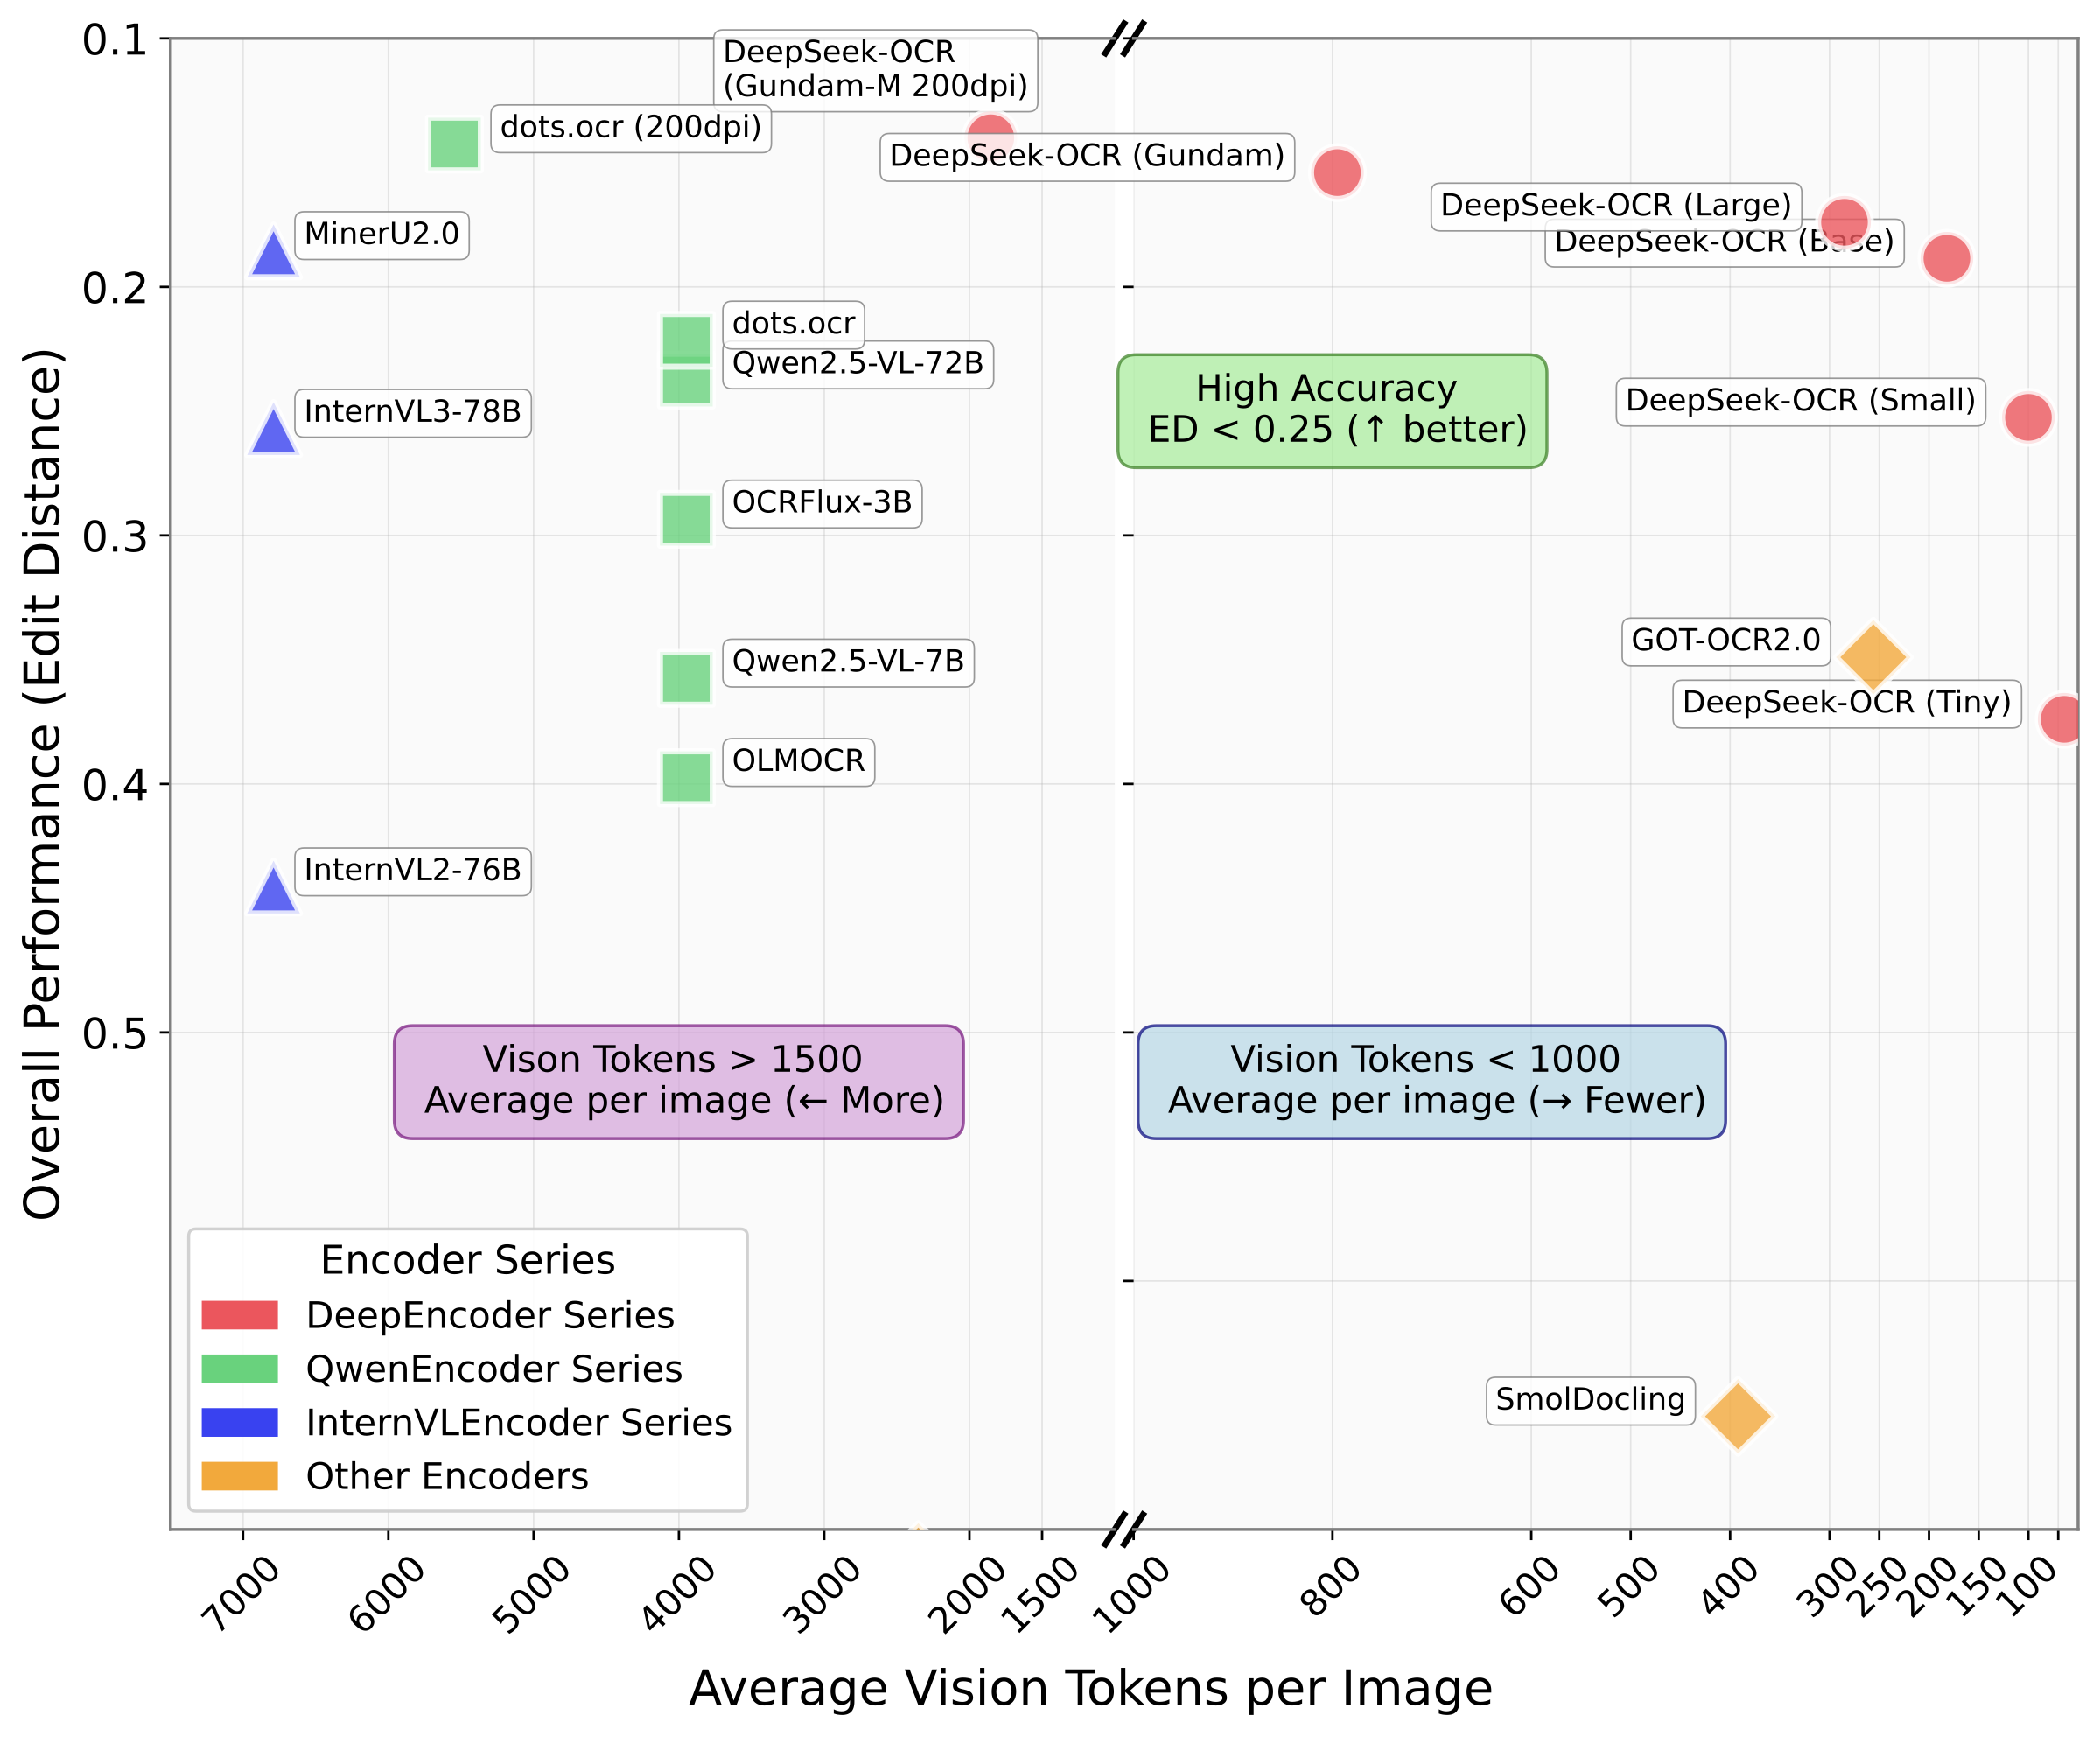 0.1
0.2
0.3
0.4
0.5
Overall Performance (Edit Distance)
DeepSeek-OCR
(Gundam-M 200dpi)
dots.ocr (200dpi)
DeepSeek-OCR (Gundam)
MinerU2.0
DeepSeek-OCR (Large)
DeepSeek-OCR (Base)
dots.ocr
Qwen2.5-VL-72B
InternVL3-78B
High Accuracy
ED < 0.25 (↑ better)
DeepSeek-OCR (Small)
OCRFlux-3B
Qwen2.5-VL-7B
GOT-OCR2.0
DeepSeek-OCR (Tiny)
OLMOCR
InternVL2-76B
Vison Tokens > 1500
Average per image (← More)
Vision Tokens < 1000
Average per image (→ Fewer)
Encoder Series
DeepEncoder Series
QwenEncoder Series
InternVLEncoder Series
Other Encoders
SmolDocling
7000
6000
5000
4000
3000
2000
1500
1000
800
600
500
400
300
250
200
150
100
Average Vision Tokens per Image